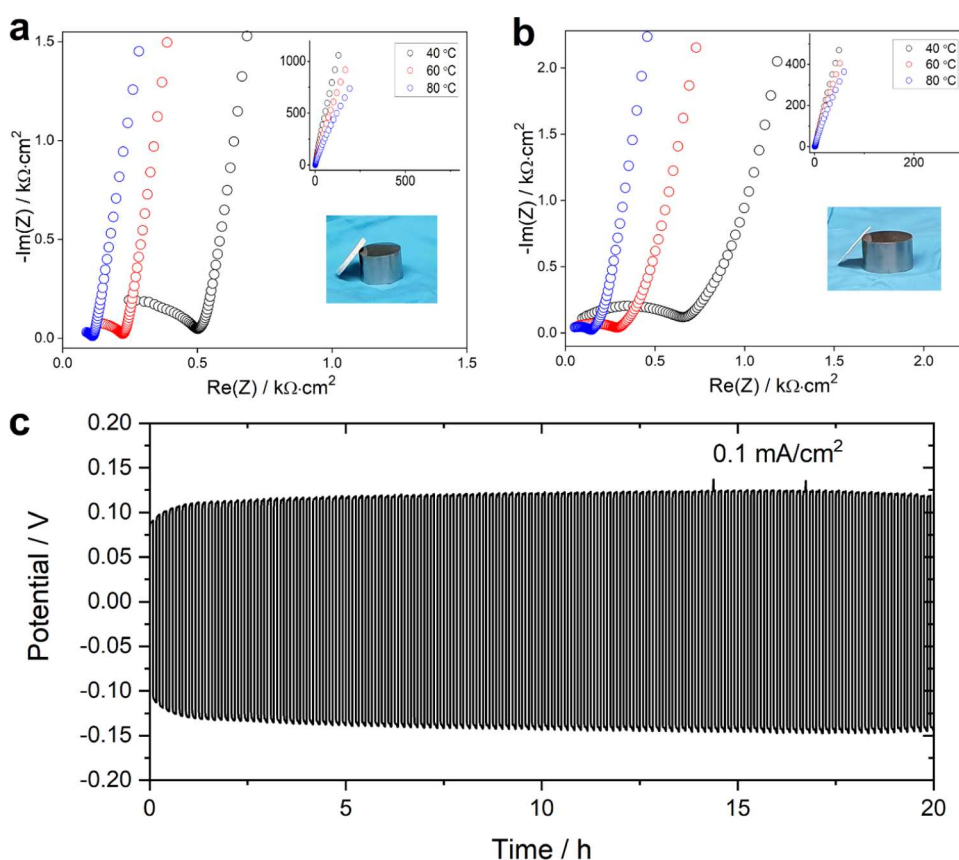 a
1.5
1.0
0.5
0.0
-Im(Z) / kΩ·cm²
0.0 0.5 1.0 1.5
Re(Z) / kΩ·cm²
1000
500
0
0 500
40 °C
60 °C
80 °C
b
2.0
1.5
1.0
0.5
0.0
-Im(Z) / kΩ·cm²
0.0 0.5 1.0 1.5 2.0
Re(Z) / kΩ·cm²
400
200
0
0 200
40 °C
60 °C
80 °C
c
0.20
0.15
0.10
0.05
0.00
-0.05
-0.10
-0.15
-0.20
Potential / V
0.1 mA/cm²
0 5 10 15 20
Time / h